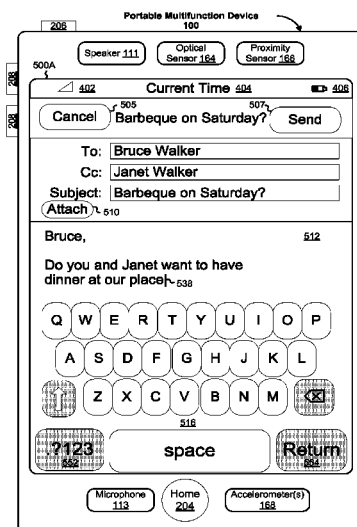 Portable Multifunction Device
100
206
Speaker 111
Optical
Sensor 164
Proximity
Sensor 166
500A
208
208
402
Current Time 404
406
Cancel
505
Barbeque on Saturday?
507
Send
To: Bruce Walker
Cc: Janet Walker
Subject: Barbeque on Saturday?
Attach
510
Bruce,
512
Do you and Janet want to have
dinner at our place
538
Q W E R T Y U I O P
A S D F G H J K L
Z X C V B N M
516
.?123
552
space
Return
554
Microphone
113
Home
204
Accelerometer(s)
168